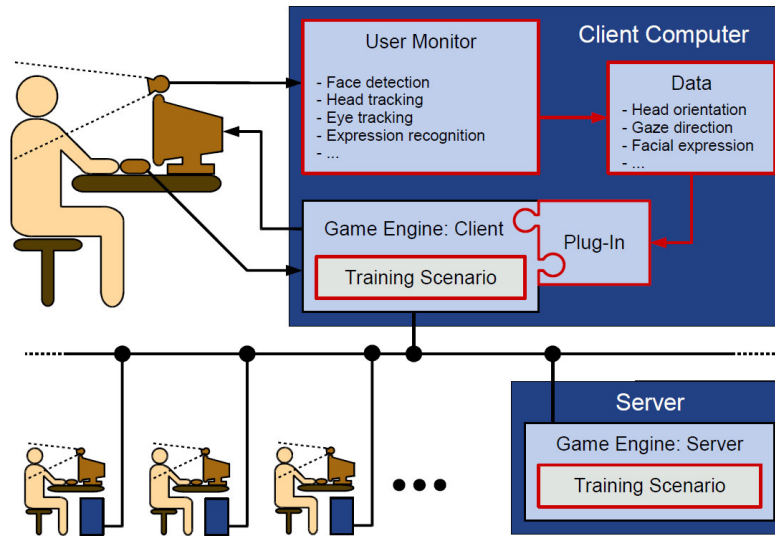 Client Computer
User Monitor
- Face detection
- Head tracking
- Eye tracking
- Expression recognition
- ...
Data
- Head orientation
- Gaze direction
- Facial expression
- ...
Game Engine: Client
Training Scenario
Plug-In
Server
Game Engine: Server
Training Scenario